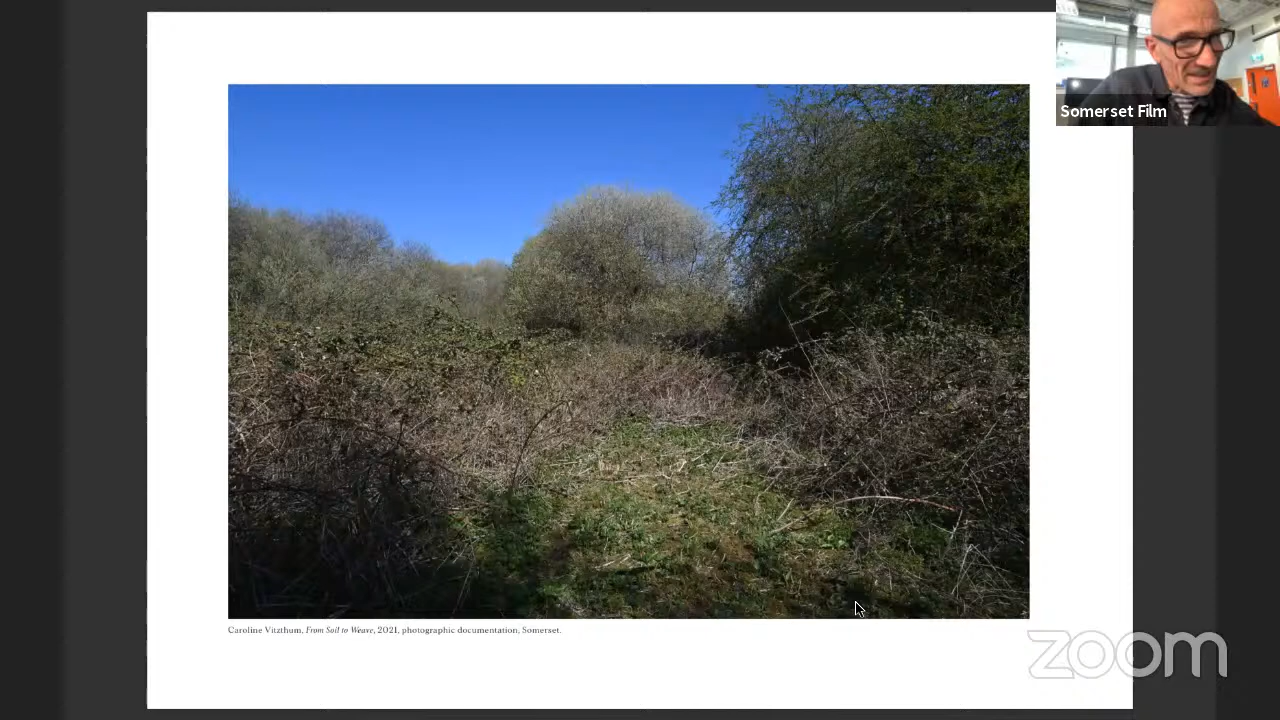 Somerset Film
Caroline Vitzthum, From Soil to Weave, 2021, photographic documentation, Somerset.
zoom